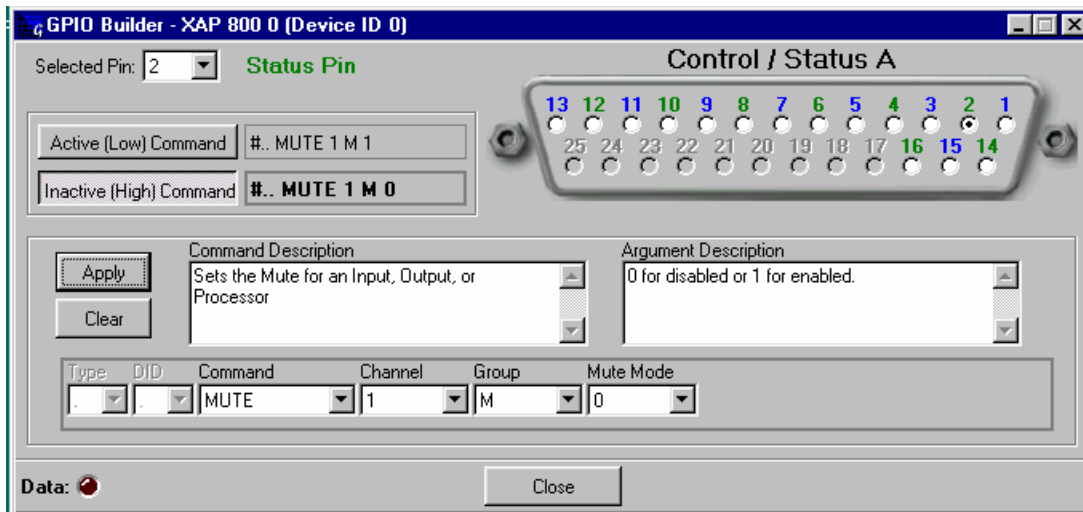 GPIO Builder - XAP 800 0 (Device ID 0)
Selected Pin: 2 Status Pin
Control / Status A
13 12 11 10 9 8 7 6 5 4 3 2 1
25 24 23 22 21 20 19 18 17 16 15 14
Active (Low) Command #.. MUTE 1 M 1
Inactive (High) Command #.. MUTE 1 M 0
Command Description
Argument Description
Apply
Sets the Mute for an Input, Output, or
Processor
0 for disabled or 1 for enabled.
Clear
Type DID Command Channel Group Mute Mode
. . MUTE 1 M 0
Data:
Close